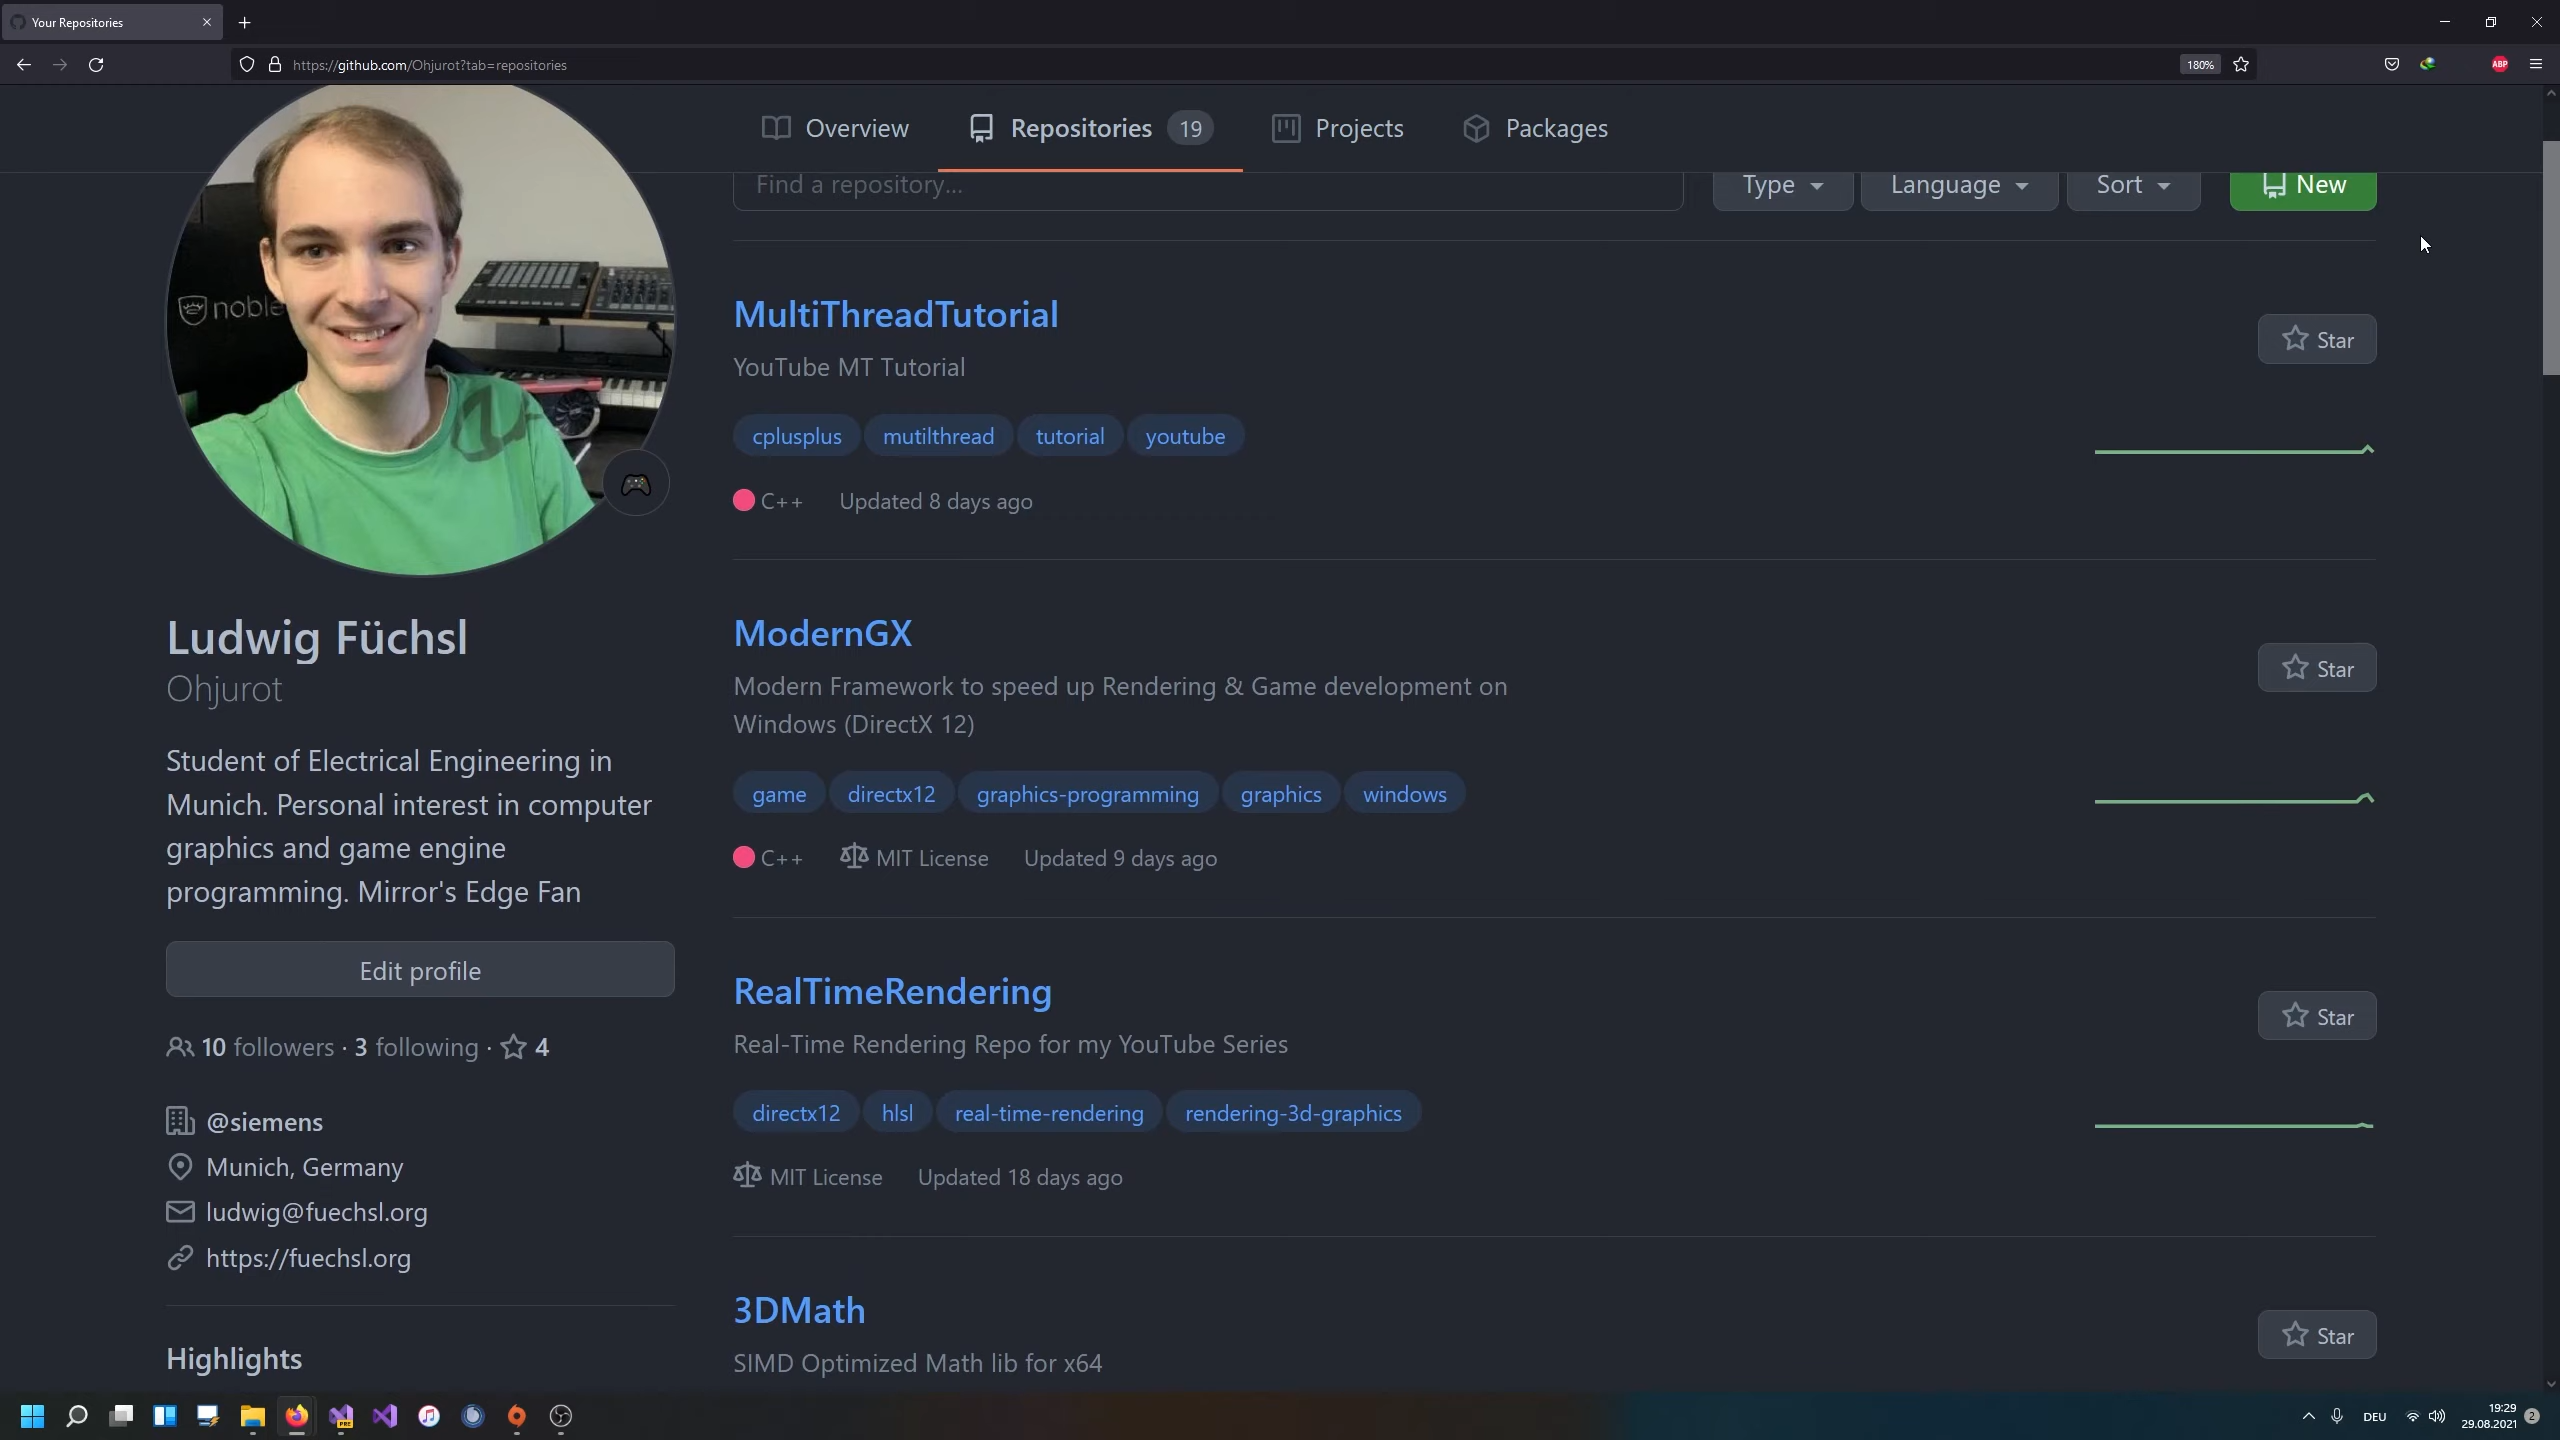 Your Repositories
https://github.com/Ohjurot?tab=repositories
180%
ABP
Overview
Repositories 19
Projects
Packages
Find a repository...
Type
Language
Sort
New
noble
MultiThreadTutorial
Star
YouTube MT Tutorial
cplusplus mutilthread tutorial youtube
C++ Updated 8 days ago
ModernGX
Star
Modern Framework to speed up Rendering & Game development on
Windows (DirectX 12)
game directx12 graphics-programming graphics windows
C++ MIT License Updated 9 days ago
RealTimeRendering
Star
Real-Time Rendering Repo for my YouTube Series
directx12 hlsl real-time-rendering rendering-3d-graphics
MIT License Updated 18 days ago
3DMath
Star
SIMD Optimized Math lib for x64
Ludwig Füchsl
Ohjurot
Student of Electrical Engineering in
Munich. Personal interest in computer
graphics and game engine
programming. Mirror's Edge Fan
Edit profile
10 followers · 3 following · 4
@siemens
Munich, Germany
ludwig@fuechsl.org
https://fuechsl.org
Highlights
PRE
DEU
19:29
29.08.2021
2